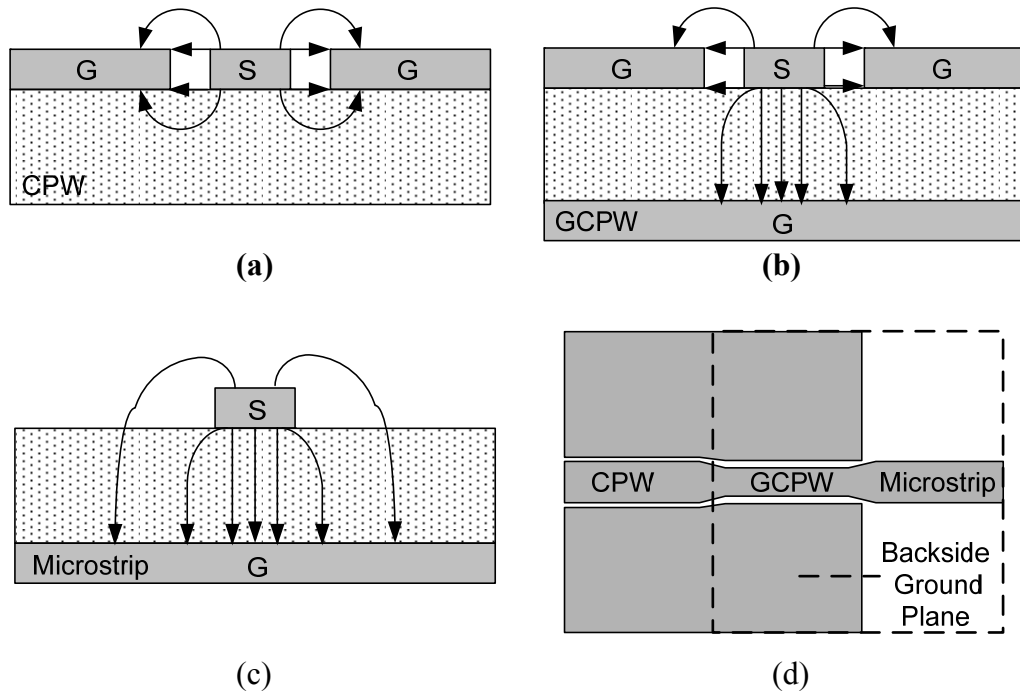 G S G
CPW
(a)
G S G
GCPW G
(b)
S
Microstrip G
(c)
CPW GCPW Microstrip
Backside
Ground
Plane
(d)